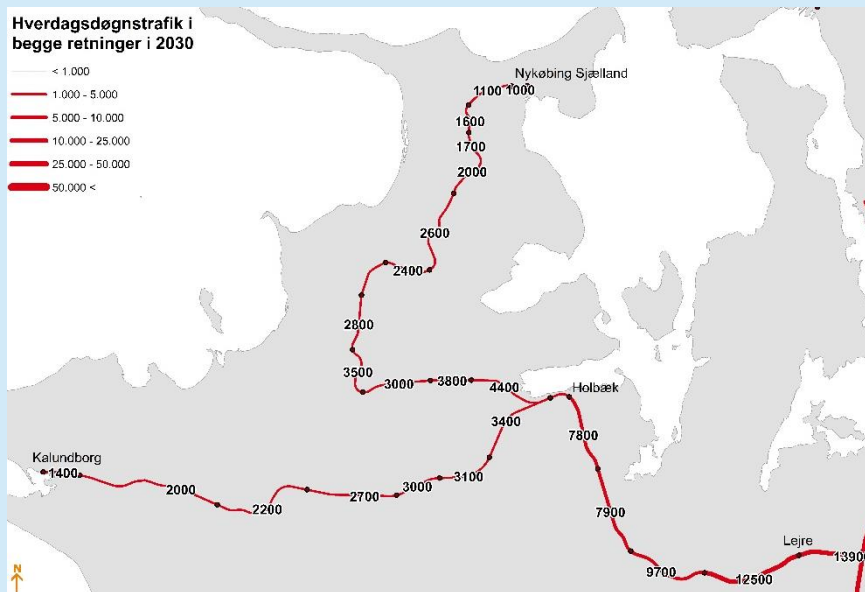 Hverdagsdøgnstrafik i
begge retninger i 2030
< 1.000
1.000 - 5.000
5.000 - 10.000
10.000 - 25.000
25.000 - 50.000
50.000 <
Nykøbing Sjælland
1100 1000
1600
1700
2000
2600
2400
2800
3500
3000
3800
4400
Holbæk
3400
7800
Kalundborg
1400
2000
2200
2700
3000
3100
7900
Lejre
9700
12500
13900
N